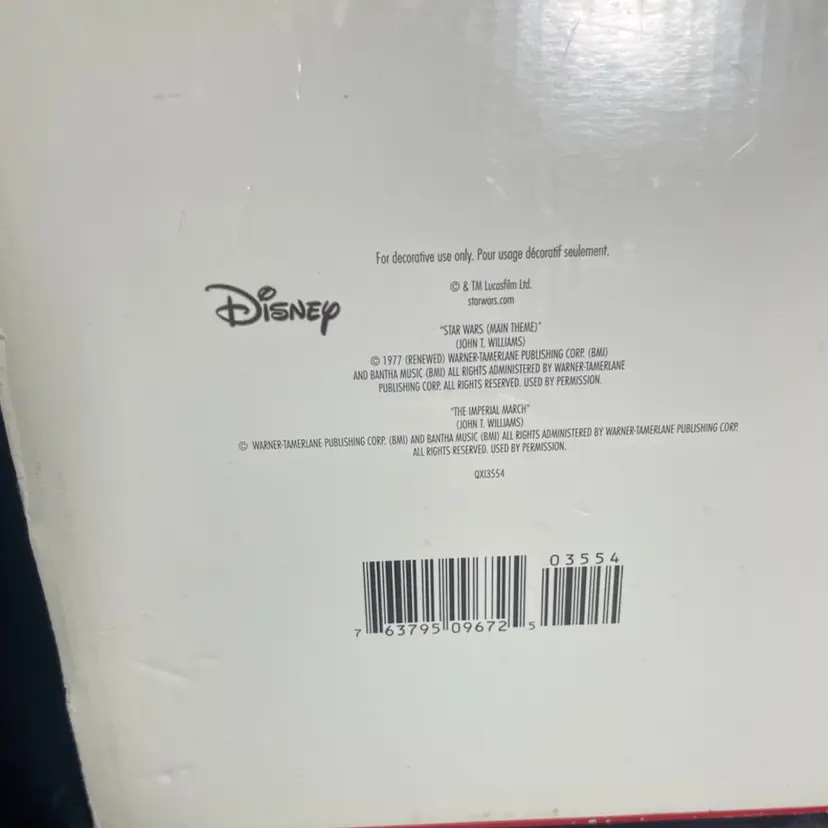 For decorative use only. Pour usage décoratif seulement.
Disney
© & TM Lucasfilm Ltd.
starwars.com
"STAR WARS (MAIN THEME)"
(JOHN T. WILLIAMS)
© 1977 (RENEWED) WARNER-TAMERLANE PUBLISHING CORP. (BMI)
AND BANTHA MUSIC (BMI) ALL RIGHTS ADMINISTERED BY WARNER-TAMERLANE
PUBLISHING CORP. ALL RIGHTS RESERVED. USED BY PERMISSION.
"THE IMPERIAL MARCH"
(JOHN T. WILLIAMS)
© WARNER-TAMERLANE PUBLISHING CORP. (BMI) AND BANTHA MUSIC (BMI) ALL RIGHTS ADMINISTERED BY WARNER-TAMERLANE PUBLISHING CORP.
ALL RIGHTS RESERVED. USED BY PERMISSION.
QXI3554
03554
7 63795 09672 5